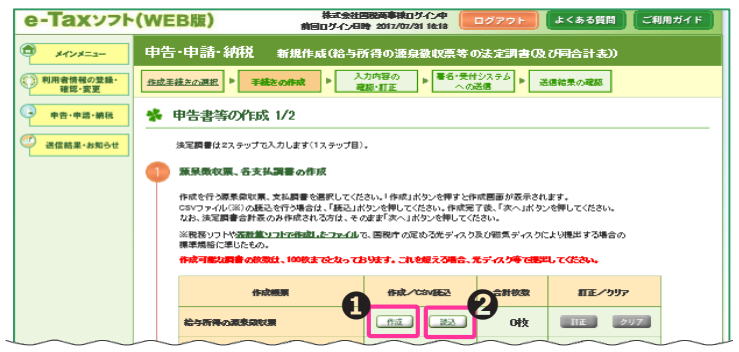 e-Taxソフト(WEB版)
株式会社国税商事様ログイン中
前回ログイン日時 2017/07/31 16:18
ログアウト
よくある質問
ご利用ガイド
メインメニュー
利用者情報の登録・
確認・変更
申告・申請・納税
送信結果・お知らせ
申告・申請・納税 新規作成(給与所得の源泉徴収票等の法定調書(及び同合計表))
作成手続きの選択
手続きの作成
入力内容の
確認・訂正
署名・受付システム
への送信
送信結果の確認
申告書等の作成 1/2
法定調書は2ステップで入力します(1ステップ目)。
1 源泉徴収票、各支払調書の作成
作成を行う源泉徴収票、支払調書を選択してください。「作成」ボタンを押すと作成画面が表示されます。
CSVファイル(※)の読込を行う場合は、「読込」ボタンを押してください。作成完了後、「次へ」ボタンを押してください。
なお、法定調書合計表のみ作成される方は、そのまま「次へ」ボタンを押してください。
※税務ソフトや表計算ソフトで作成したファイルで、国税庁の定める光ディスク及び磁気ディスクにより提出する場合の
標準規格に準じたもの。
作成可能な調書の枚数は、100枚までとなっております。これを超える場合、光ディスク等で提出してください。
作成帳票
作成/CSV読込
合計枚数
訂正/クリア
❶
❷
給与所得の源泉徴収票
作成
読込
0枚
訂正
クリア